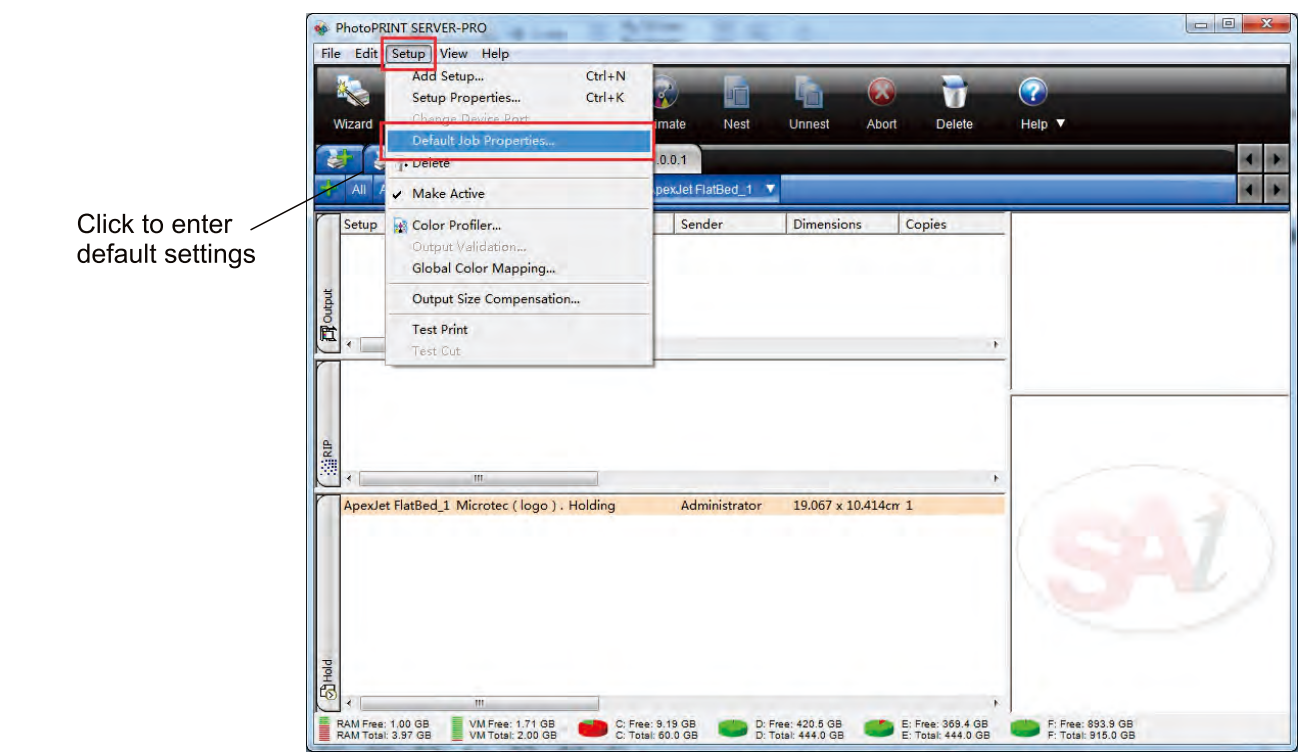 PhotoPRINT SERVER-PRO
File Edit Setup View Help
Add Setup... Ctrl+N
Setup Properties... Ctrl+K
Change Device Port
Default Job Properties...
Delete
Make Active
Color Profiler...
Output Validation...
Global Color Mapping...
Output Size Compensation...
Test Print
Test Cut
Wizard Nest Unnest Abort Delete Help
.0.0.1
All pexJet FlatBed_1
Click to enter
default settings
Setup Sender Dimensions Copies
Output
RIP
ApexJet FlatBed_1 Microtec ( logo ) . Holding Administrator 19.067 x 10.414cm 1
SAi
Hold
RAM Free: 1.00 GB VM Free: 1.71 GB C: Free: 9.19 GB D: Free: 420.5 GB E: Free: 369.4 GB F: Free: 893.9 GB
RAM Total: 3.97 GB VM Total: 2.00 GB C: Total: 60.0 GB D: Total: 444.0 GB E: Total: 444.0 GB F: Total: 915.0 GB